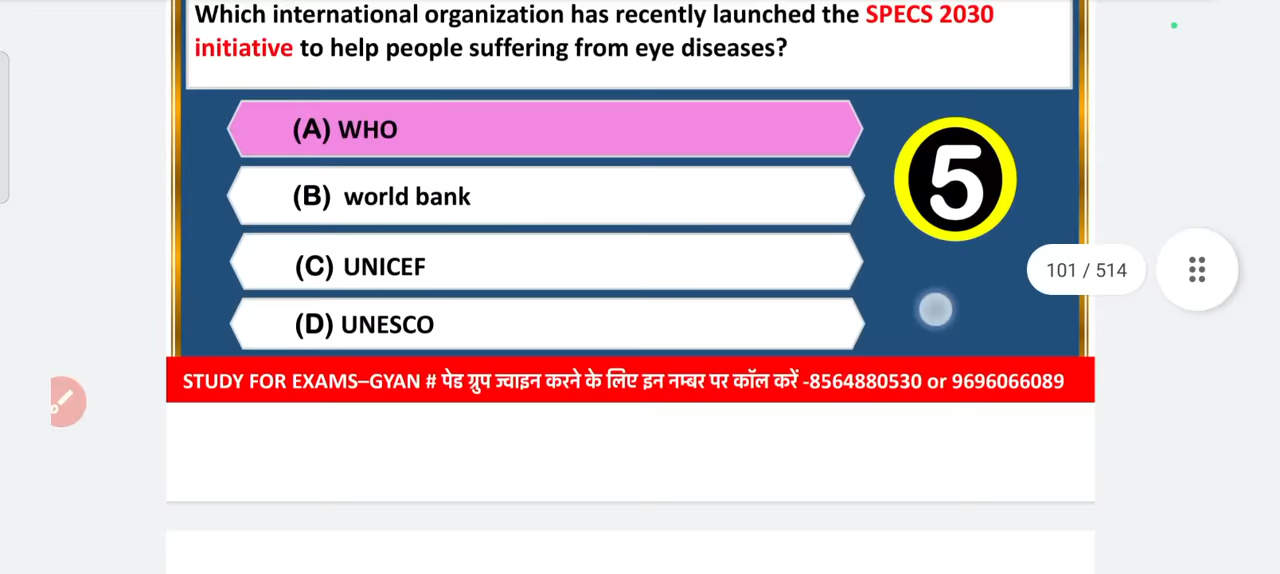 Which international organization has recently launched the SPECS 2030
initiative to help people suffering from eye diseases?
(A) WHO
(B) world bank
5
(C) UNICEF
101 / 514
(D) UNESCO
STUDY FOR EXAMS–GYAN # पेड ग्रुप ज्वाइन करने के लिए इन नम्बर पर कॉल करें -8564880530 or 9696066089